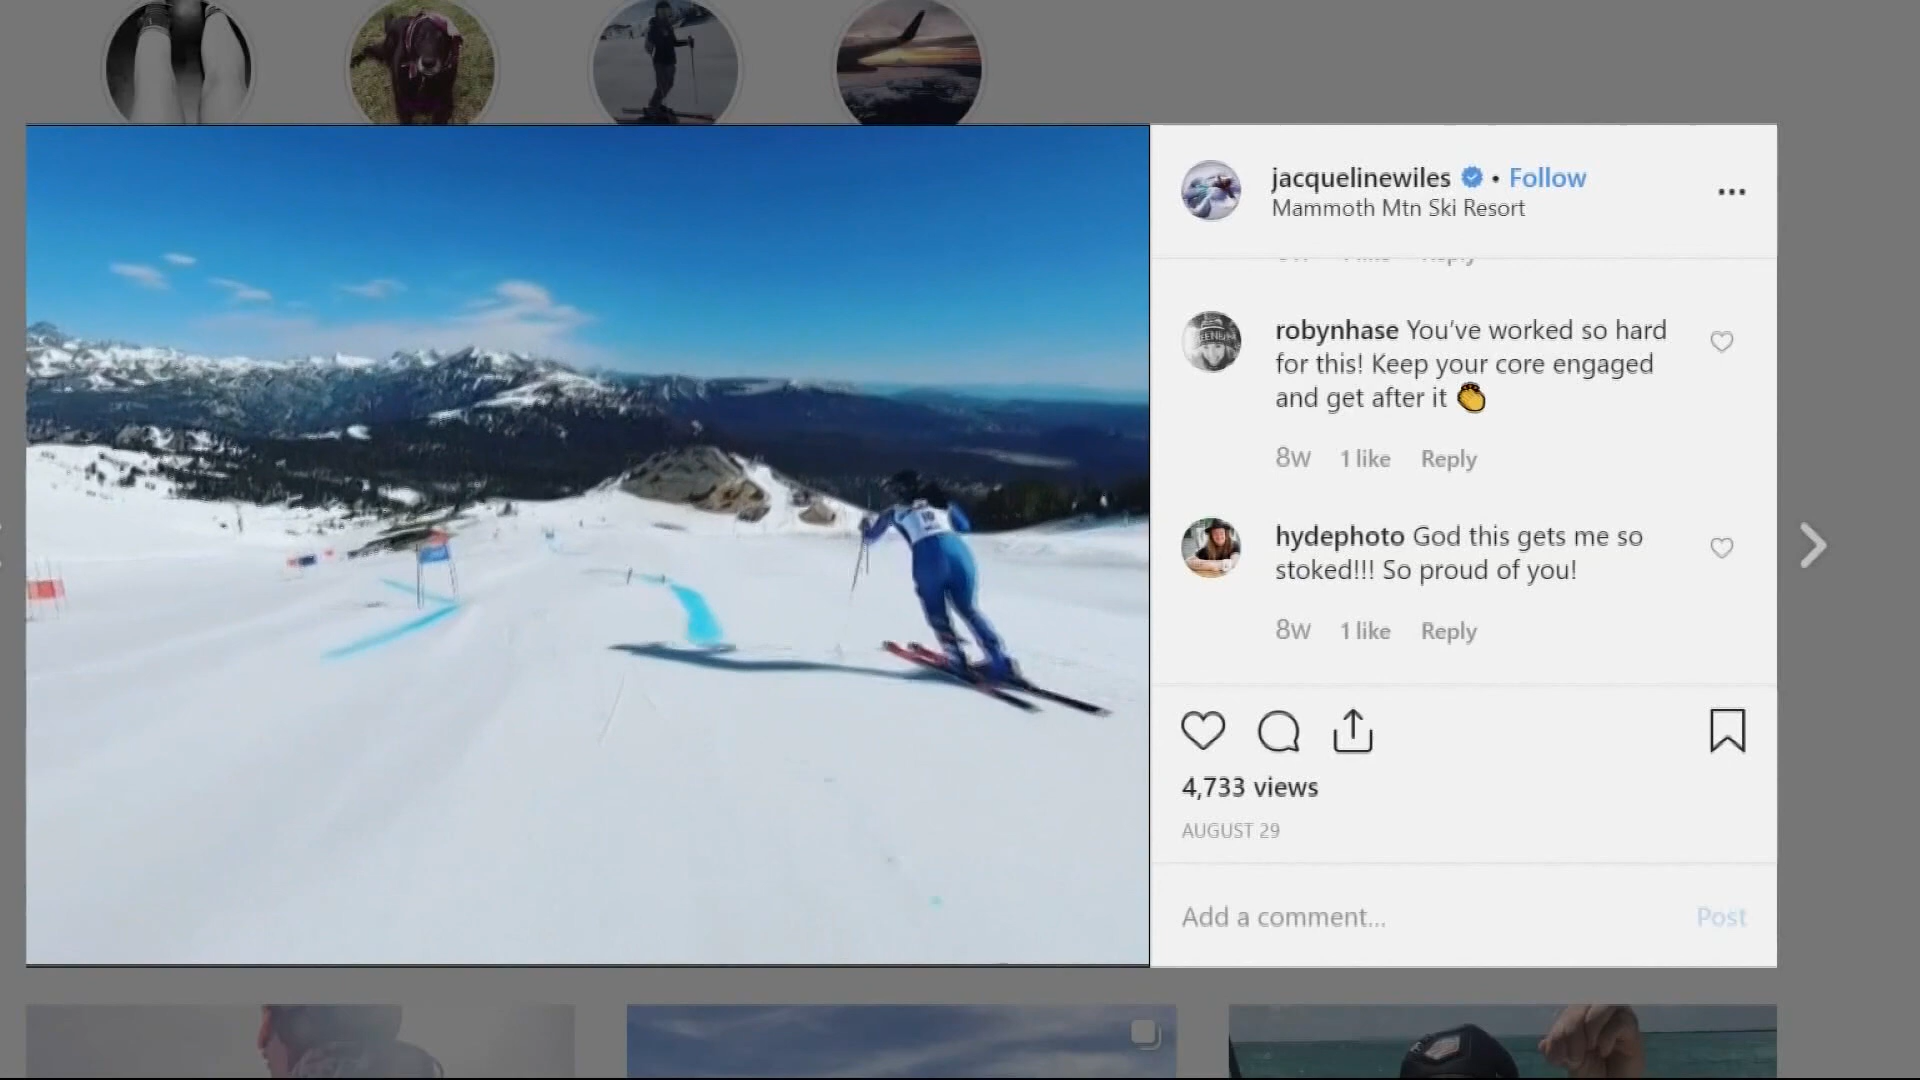 jacquelinewiles • Follow
Mammoth Mtn Ski Resort
robynhase You've worked so hard
for this! Keep your core engaged
and get after it 👏
8w 1 like Reply
hydephoto God this gets me so
stoked!!! So proud of you!
8w 1 like Reply
4,733 views
AUGUST 29
Add a comment... Post